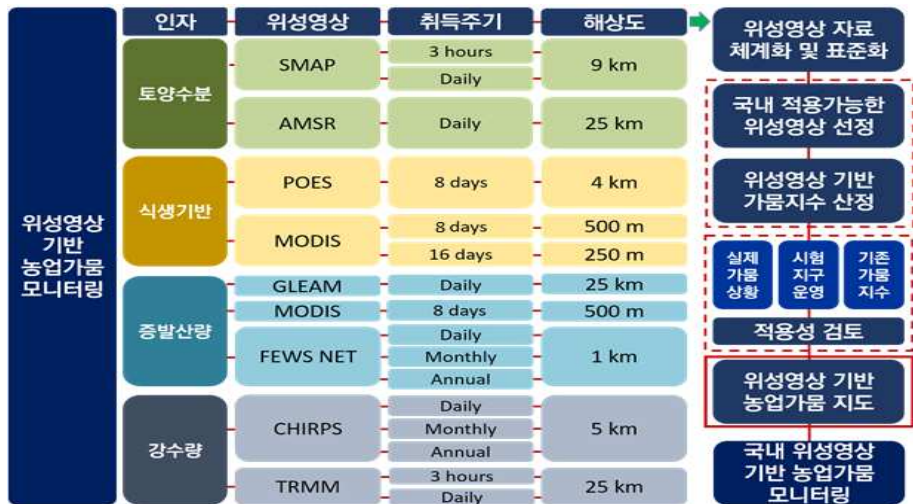 위성영상
기반
농업가뭄
모니터링
인자
위성영상
취득주기
해상도
토양수분
SMAP
3 hours
Daily
9 km
AMSR
Daily
25 km
식생기반
POES
8 days
4 km
MODIS
8 days
500 m
16 days
250 m
증발산량
GLEAM
Daily
25 km
MODIS
8 days
500 m
FEWS NET
Daily
Monthly
Annual
1 km
강수량
CHIRPS
Daily
Monthly
Annual
5 km
TRMM
3 hours
Daily
25 km
위성영상 자료
체계화 및 표준화
국내 적용가능한
위성영상 선정
위성영상 기반
가뭄지수 산정
실제
가뭄
상황
시험
지구
운영
기존
가뭄
지수
적용성 검토
위성영상 기반
농업가뭄 지도
국내 위성영상
기반 농업가뭄
모니터링